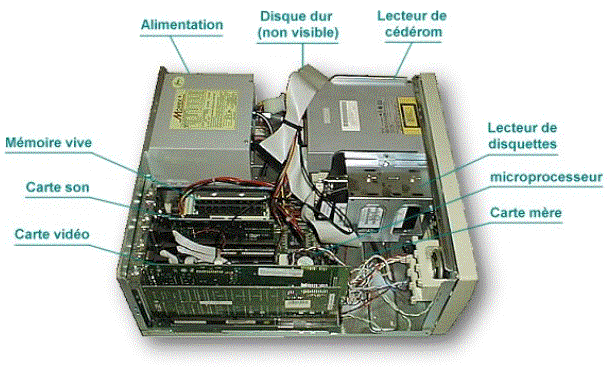 Alimentation
Disque dur
(non visible)
Lecteur de
cédérom
Mémoire vive
Lecteur de
disquettes
Carte son
microprocesseur
Carte vidéo
Carte mère